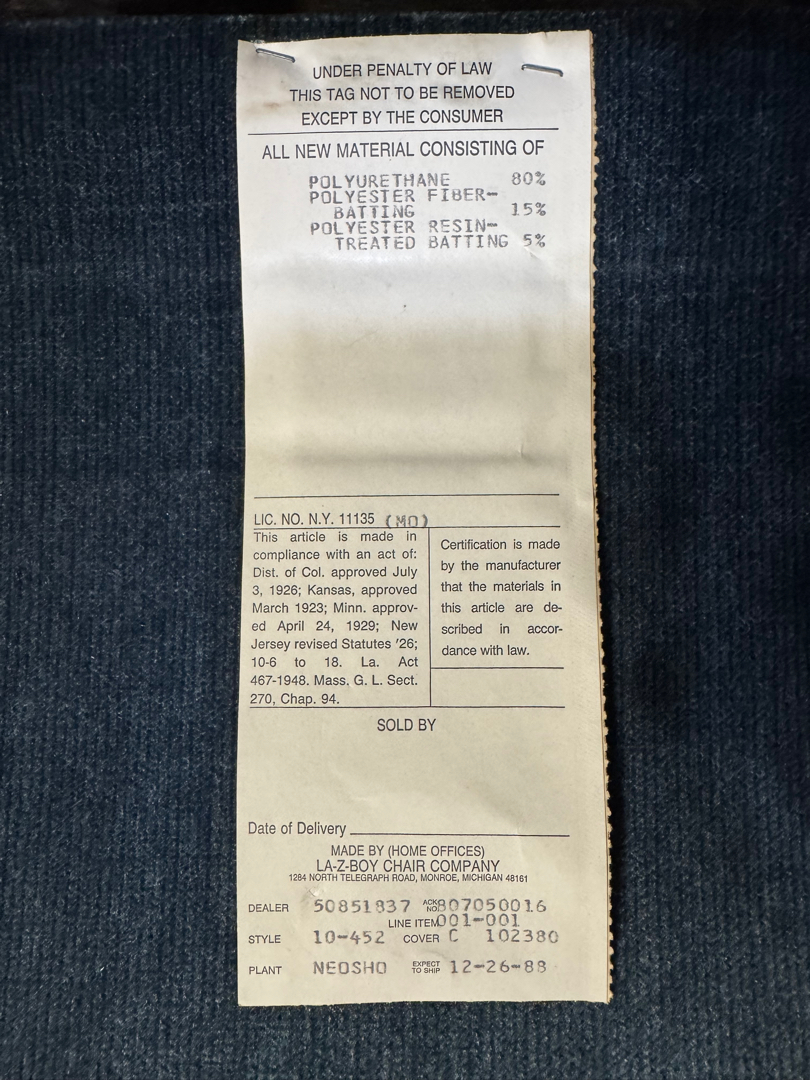 UNDER PENALTY OF LAW
THIS TAG NOT TO BE REMOVED
EXCEPT BY THE CONSUMER
ALL NEW MATERIAL CONSISTING OF
POLYURETHANE 80%
POLYESTER FIBER-
BATTING 15%
POLYESTER RESIN-
TREATED BATTING 5%
LIC. NO. N.Y. 11135 (MO)
This article is made in
compliance with an act of:
Dist. of Col. approved July
3, 1926; Kansas, approved
March 1923; Minn. approv-
ed April 24, 1929; New
Jersey revised Statutes '26;
10-6 to 18. La. Act
467-1948. Mass. G. L. Sect.
270, Chap. 94.
Certification is made
by the manufacturer
that the materials in
this article are de-
scribed in accor-
dance with law.
SOLD BY
Date of Delivery
MADE BY (HOME OFFICES)
LA-Z-BOY CHAIR COMPANY
1284 NORTH TELEGRAPH ROAD, MONROE, MICHIGAN 48161
DEALER 50851837 ACK. NO. 807050016
LINE ITEM 001-001
STYLE 10-452 COVER C 102380
PLANT NEOSHO EXPECT TO SHIP 12-26-88